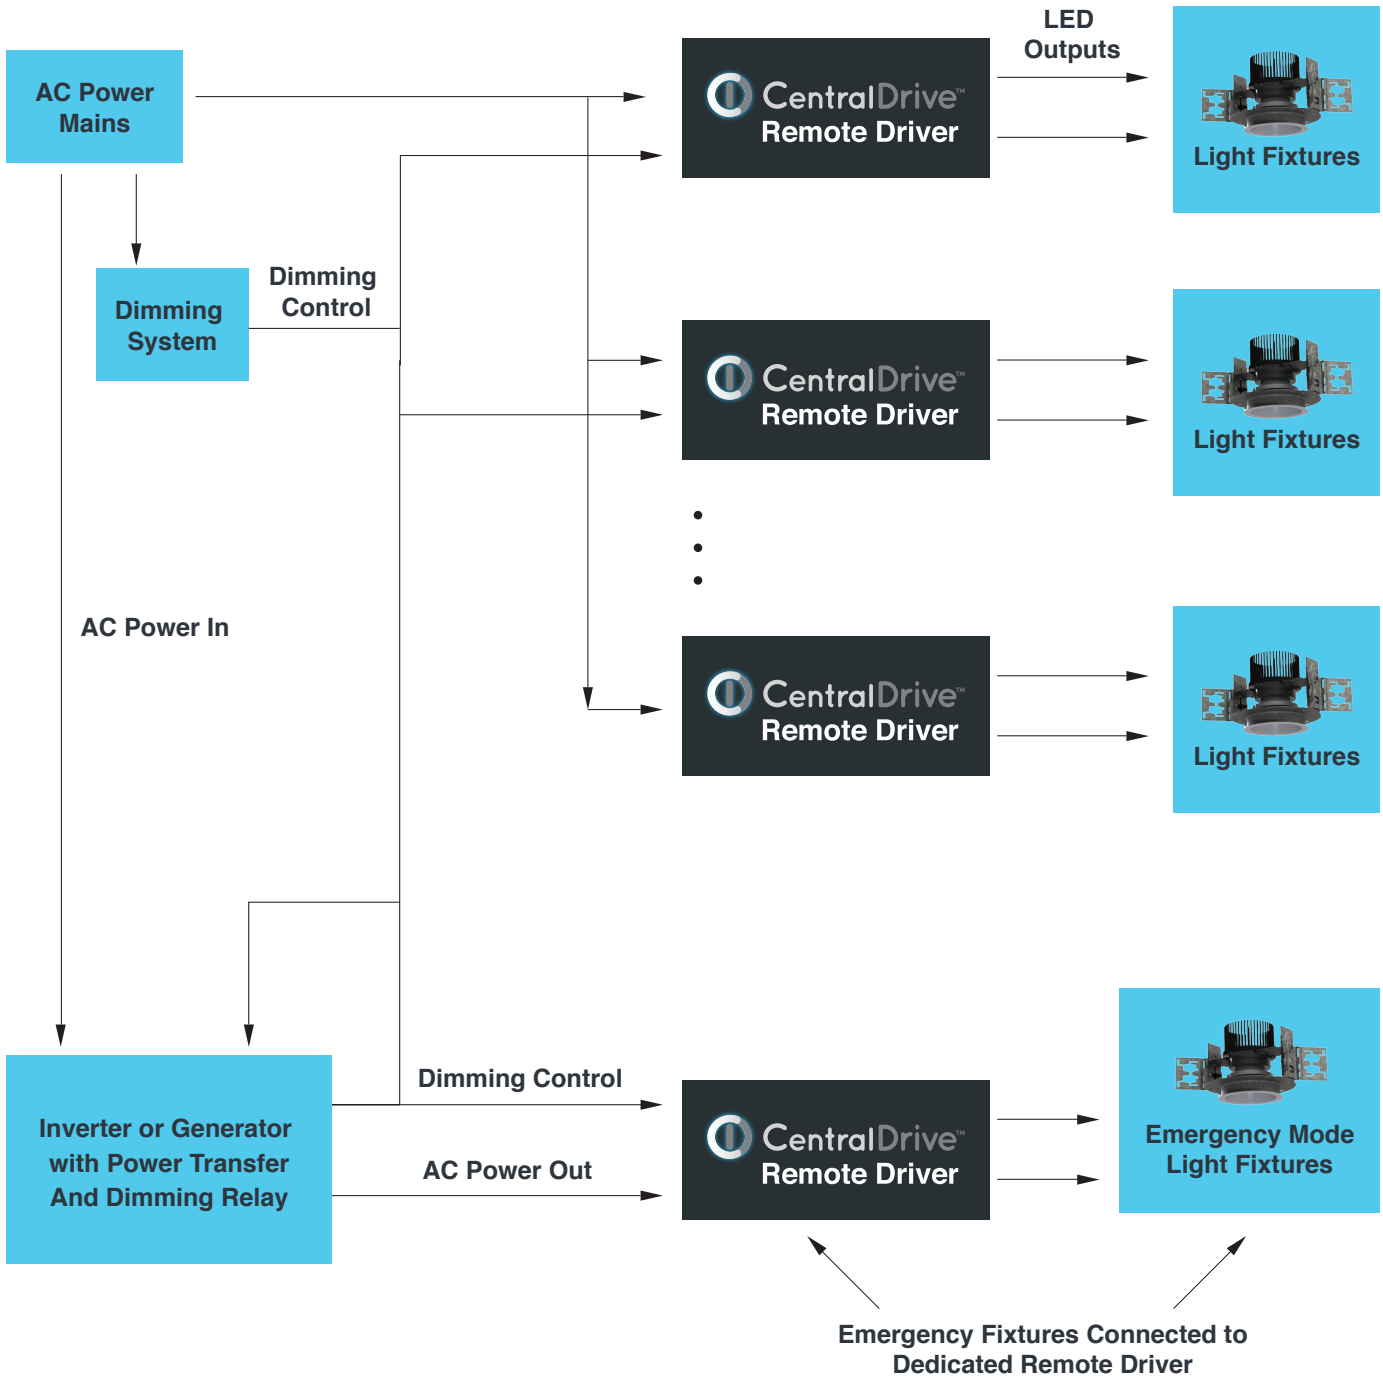 LED
Outputs
AC Power
Mains
CentralDrive™
Remote Driver
Light Fixtures
Dimming
Control
Dimming
System
CentralDrive™
Remote Driver
Light Fixtures
AC Power In
CentralDrive™
Remote Driver
Light Fixtures
Dimming Control
Inverter or Generator
with Power Transfer
And Dimming Relay
AC Power Out
CentralDrive™
Remote Driver
Emergency Mode
Light Fixtures
Emergency Fixtures Connected to
Dedicated Remote Driver